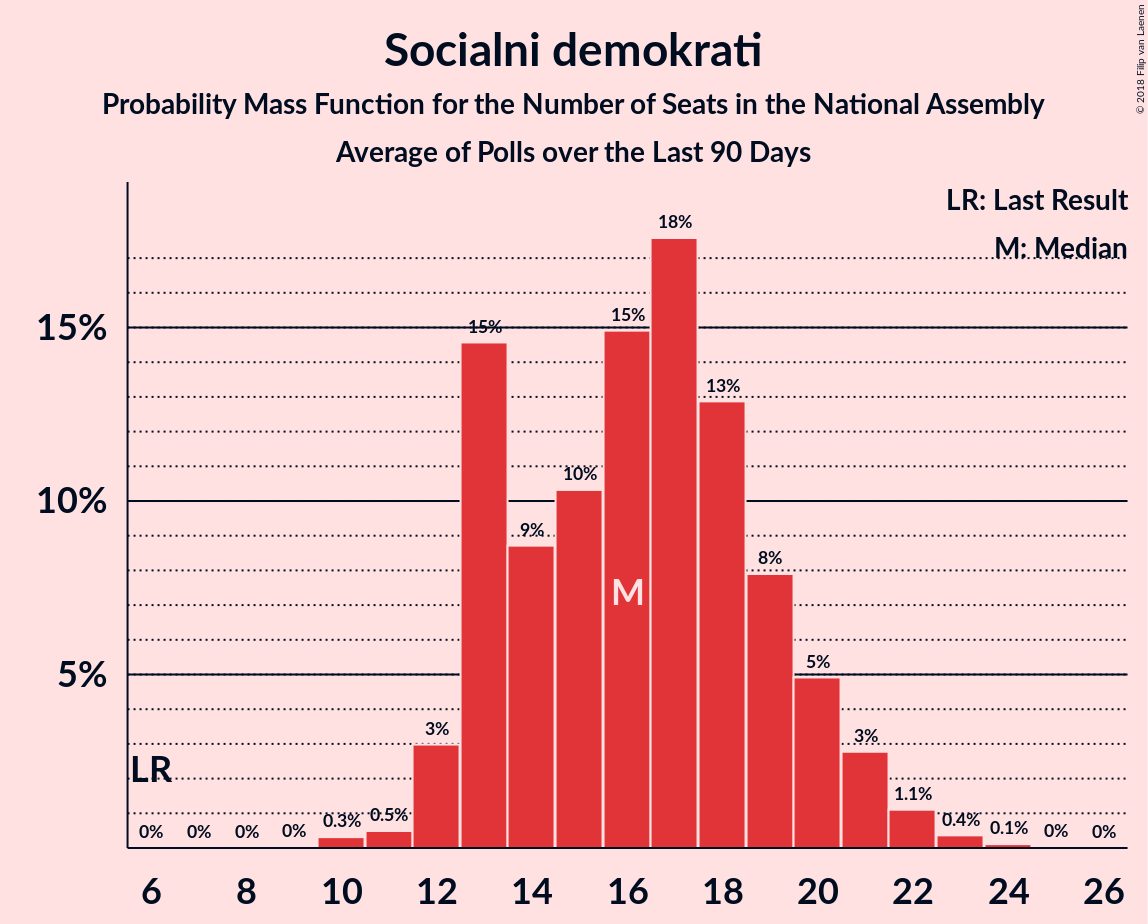 Socialni demokrati
Probability Mass Function for the Number of Seats in the National Assembly
Average of Polls over the Last 90 Days
© 2018 Filip van Laenen
LR: Last Result
M: Median
18%
15%
15%
15%
13%
10%
10%
9%
8%
M
5%
5%
3%
3%
LR
1.1%
0% 0% 0% 0% 0.3% 0.5% 0.4% 0.1% 0% 0%
6 8 10 12 14 16 18 20 22 24 26